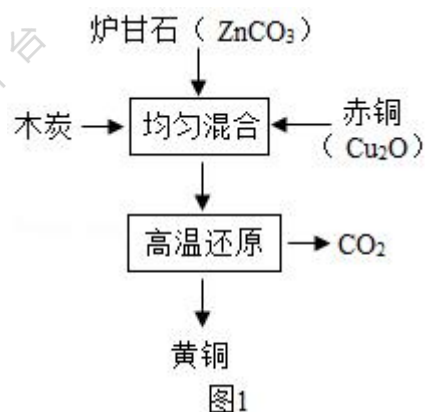 炉甘石（ ZnCO₃）
木炭
均匀混合
赤铜
（ Cu₂O）
高温还原
CO₂
黄铜
图1